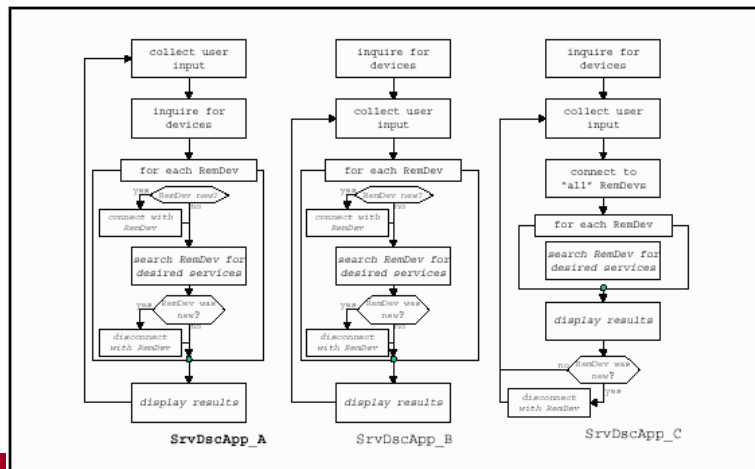 collect user
input
inquire for
devices
for each RemDev
yes
RemDev new?
no
connect with
RemDev
search RemDev for
desired services
yes
RemDev was
new?
no
disconnect
with RemDev
display results
SrvDscApp_A
inquire for
devices
collect user
input
for each RemDev
yes
RemDev new?
no
connect with
RemDev
search RemDev for
desired services
yes
RemDev was
new?
no
disconnect
with RemDev
display results
SrvDscApp_B
inquire for
devices
collect user
input
connect to
"all" RemDevs
for each RemDev
search RemDev for
desired services
display results
no
RemDev was
new?
yes
disconnect
with RemDev
SrvDscApp_C